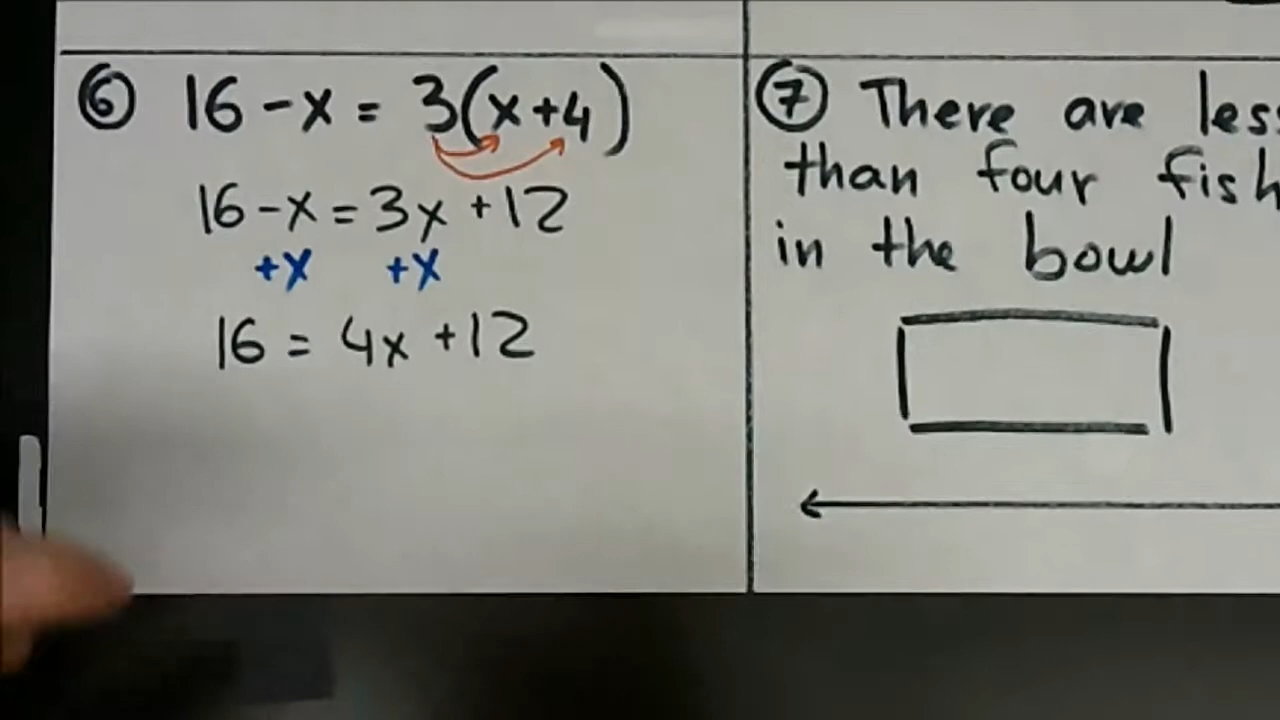 ⑥ 16 - x = 3(x+4)
16 - x = 3x + 12
+x +x
16 = 4x + 12
⑦ There are less
than four fish
in the bowl